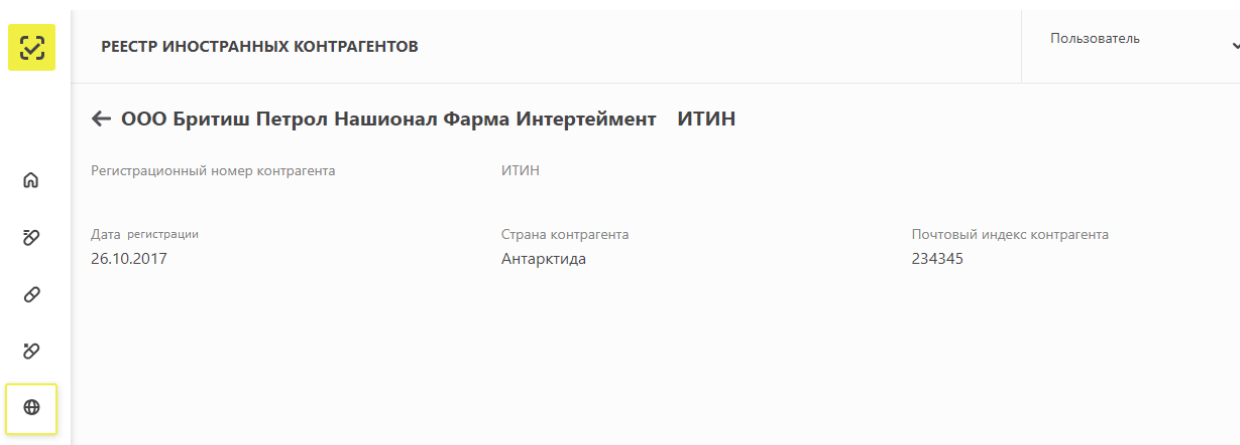 РЕЕСТР ИНОСТРАННЫХ КОНТРАГЕНТОВ
Пользователь
ООО Бритиш Петрол Нашионал Фарма Интертеймент ИТИН
Регистрационный номер контрагента
ИТИН
Дата регистрации
26.10.2017
Страна контрагента
Антарктида
Почтовый индекс контрагента
234345